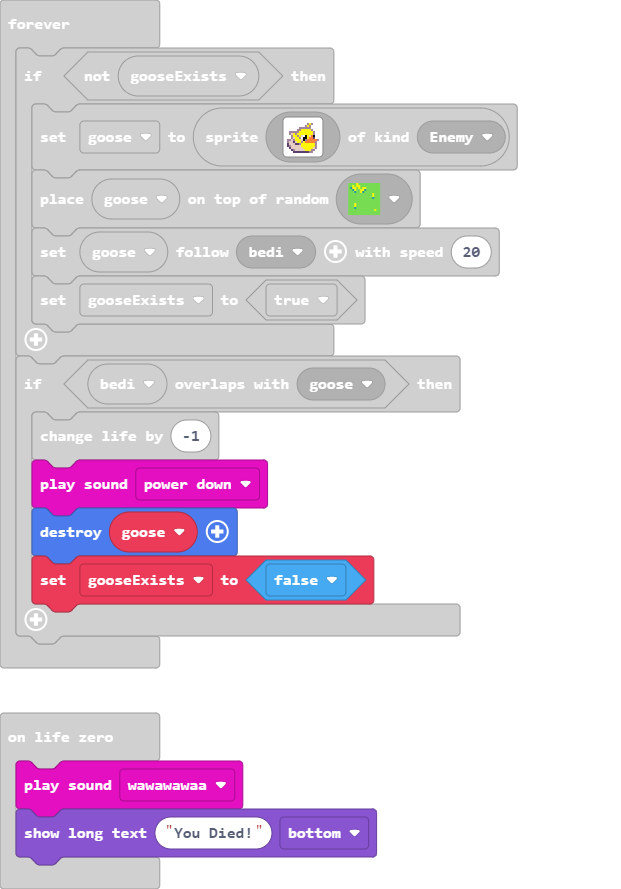 forever
if not gooseExists then
set goose to sprite of kind Enemy
place goose on top of random
set goose follow bedi with speed 20
set gooseExists to true
if bedi overlaps with goose then
change life by -1
play sound power down
destroy goose
set gooseExists to false
on life zero
play sound wawawawaa
show long text "You Died!" bottom